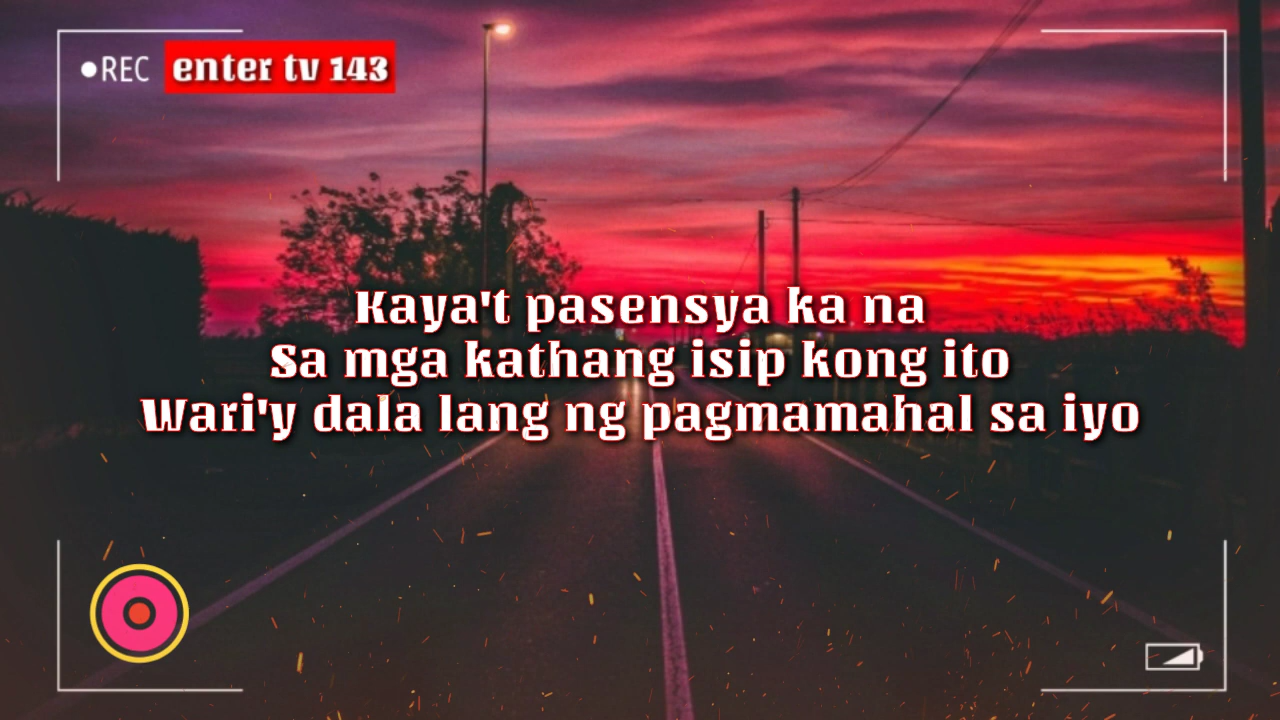 REC enter tv 143
Kaya't pasensya ka na
Sa mga kathang isip kong ito
Wari'y dala lang ng pagmamahal sa iyo